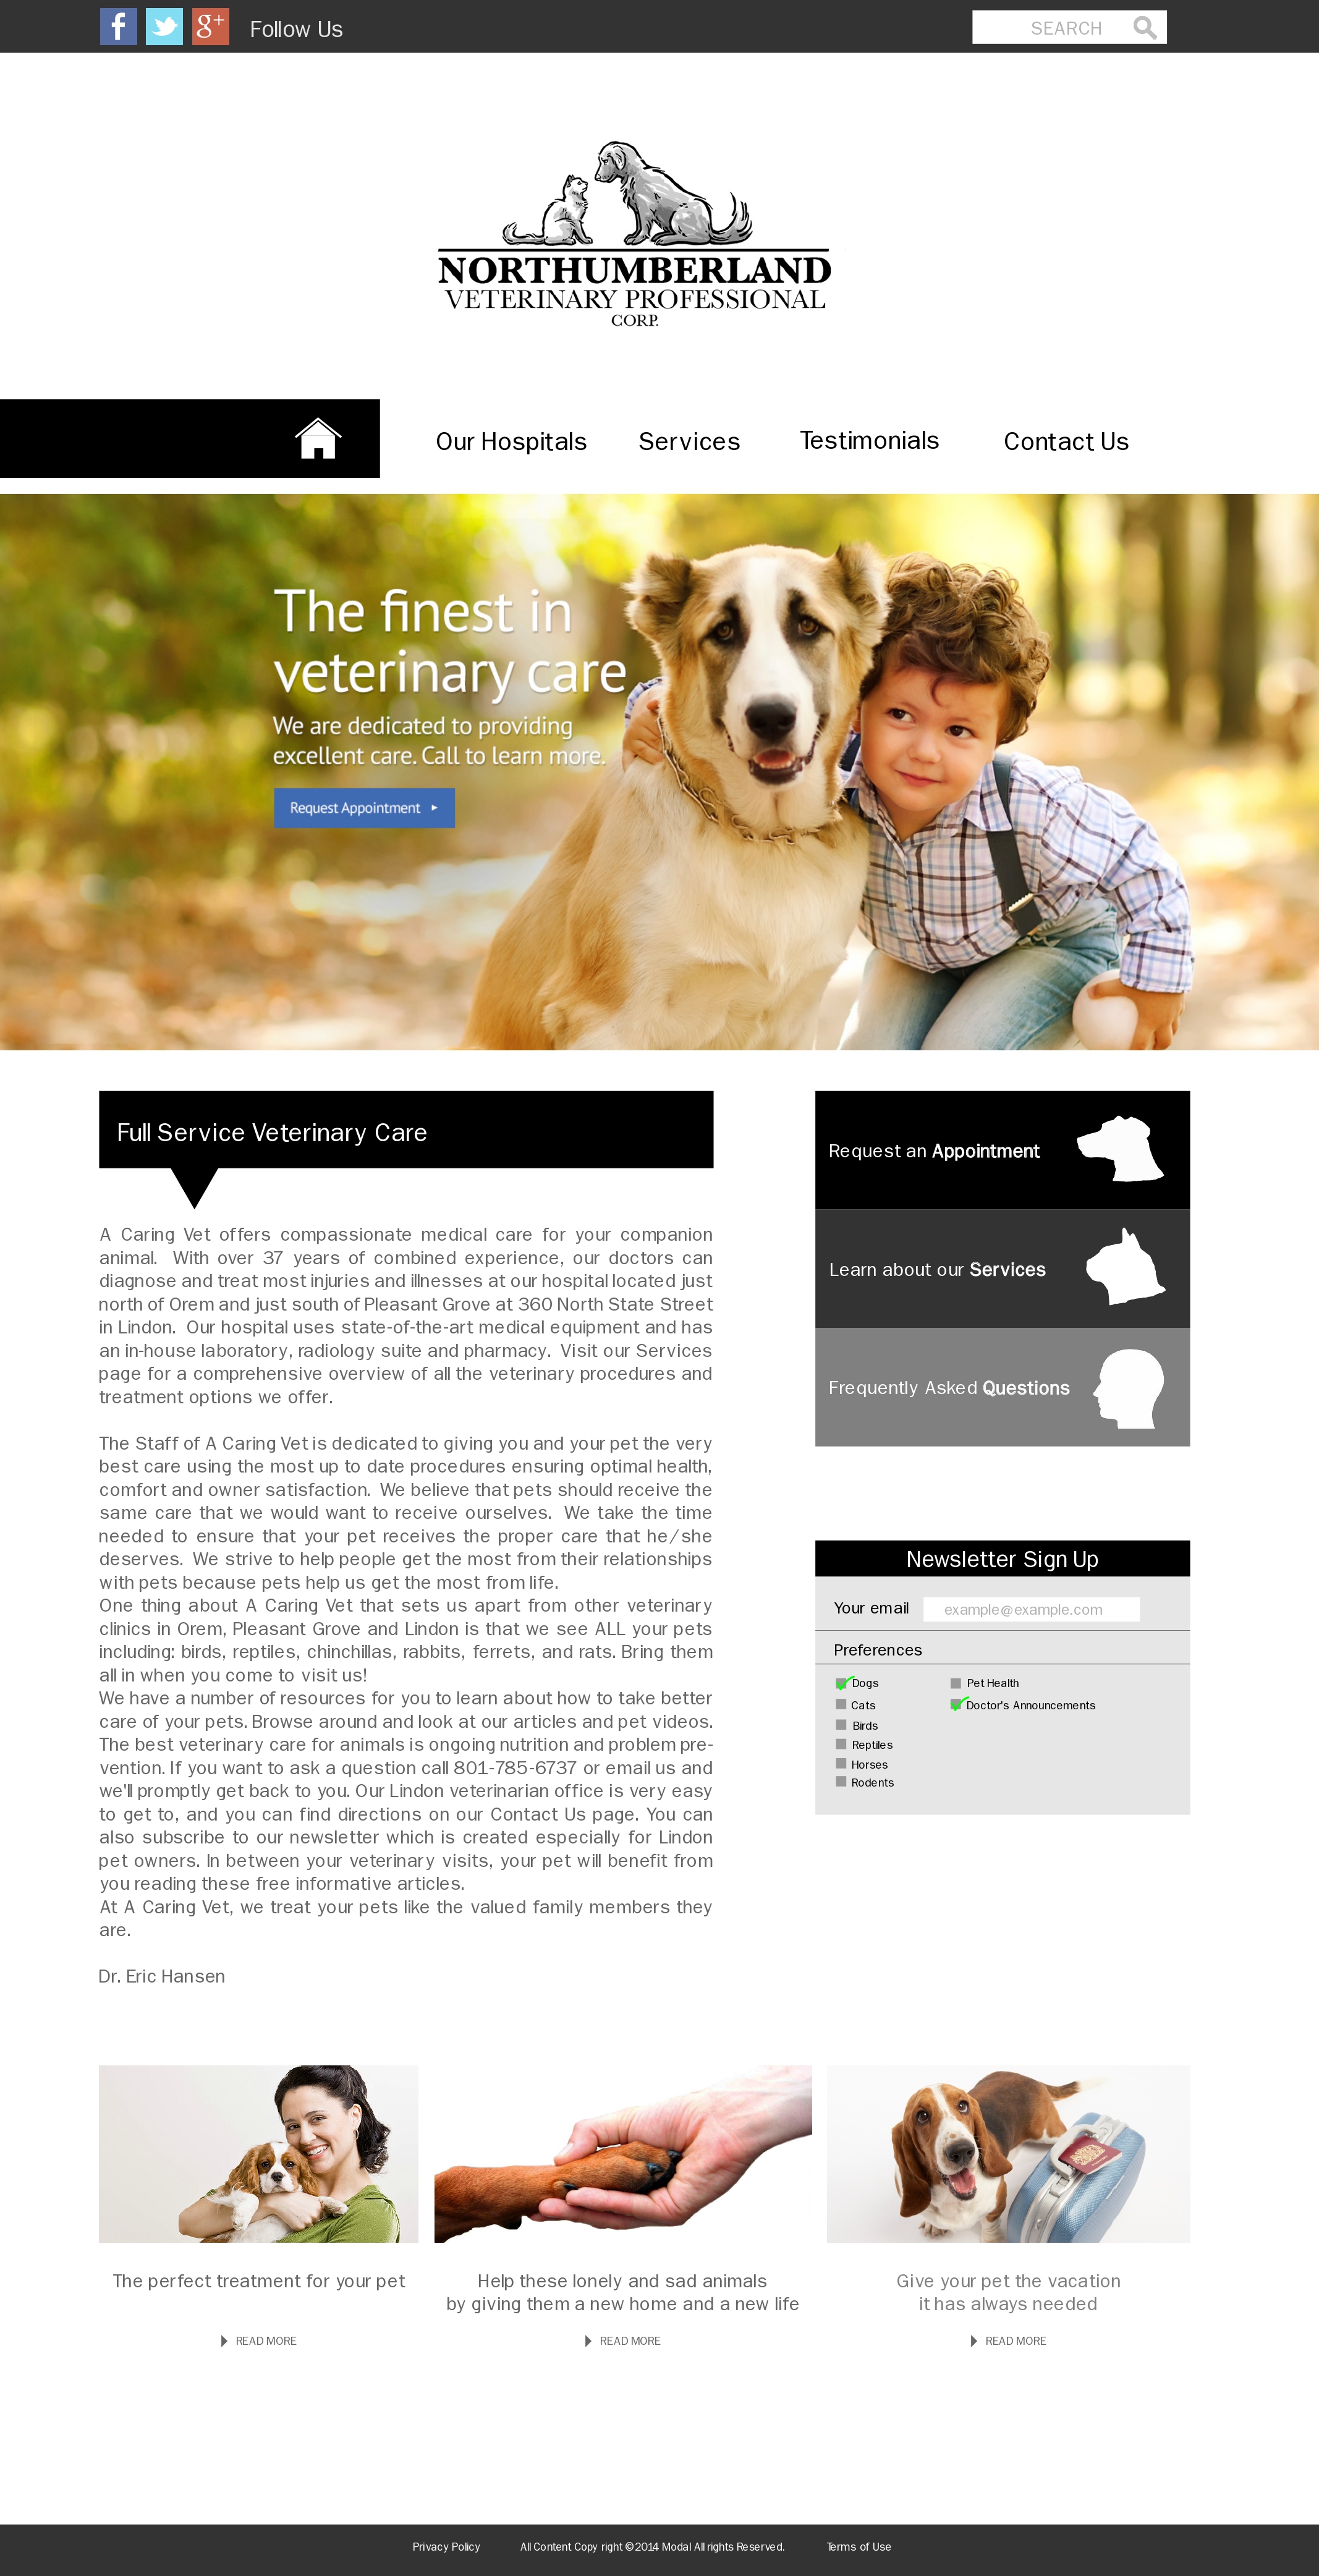 f
g+
Follow Us
SEARCH
NORTHUMBERLAND
VETERINARY PROFESSIONAL
CORP.
Our Hospitals
Services
Testimonials
Contact Us
The finest in
veterinary care
We are dedicated to providing
excellent care. Call to learn more.
Request Appointment
Full Service Veterinary Care
A Caring Vet offers compassionate medical care for your companion
animal. With over 37 years of combined experience, our doctors can
diagnose and treat most injuries and illnesses at our hospital located just
north of Orem and just south of Pleasant Grove at 360 North State Street
in Lindon. Our hospital uses state-of-the-art medical equipment and has
an in-house laboratory, radiology suite and pharmacy. Visit our Services
page for a comprehensive overview of all the veterinary procedures and
treatment options we offer.
The Staff of A Caring Vet is dedicated to giving you and your pet the very
best care using the most up to date procedures ensuring optimal health,
comfort and owner satisfaction. We believe that pets should receive the
same care that we would want to receive ourselves. We take the time
needed to ensure that your pet receives the proper care that he/she
deserves. We strive to help people get the most from their relationships
with pets because pets help us get the most from life.
One thing about A Caring Vet that sets us apart from other veterinary
clinics in Orem, Pleasant Grove and Lindon is that we see ALL your pets
including: birds, reptiles, chinchillas, rabbits, ferrets, and rats. Bring them
all in when you come to visit us!
We have a number of resources for you to learn about how to take better
care of your pets. Browse around and look at our articles and pet videos.
The best veterinary care for animals is ongoing nutrition and problem pre-
vention. If you want to ask a question call 801-785-6737 or email us and
we'll promptly get back to you. Our Lindon veterinarian office is very easy
to get to, and you can find directions on our Contact Us page. You can
also subscribe to our newsletter which is created especially for Lindon
pet owners. In between your veterinary visits, your pet will benefit from
you reading these free informative articles.
At A Caring Vet, we treat your pets like the valued family members they
are.
Dr. Eric Hansen
Request an Appointment
Learn about our Services
Frequently Asked Questions
Newsletter Sign Up
Your email
example@example.com
Preferences
Dogs
Cats
Birds
Reptiles
Horses
Rodents
Pet Health
Doctor's Announcements
The perfect treatment for your pet
READ MORE
Help these lonely and sad animals
by giving them a new home and a new life
READ MORE
Give your pet the vacation
it has always needed
READ MORE
Privacy Policy
All Content Copy right ©2014 Modal All rights Reserved.
Terms of Use